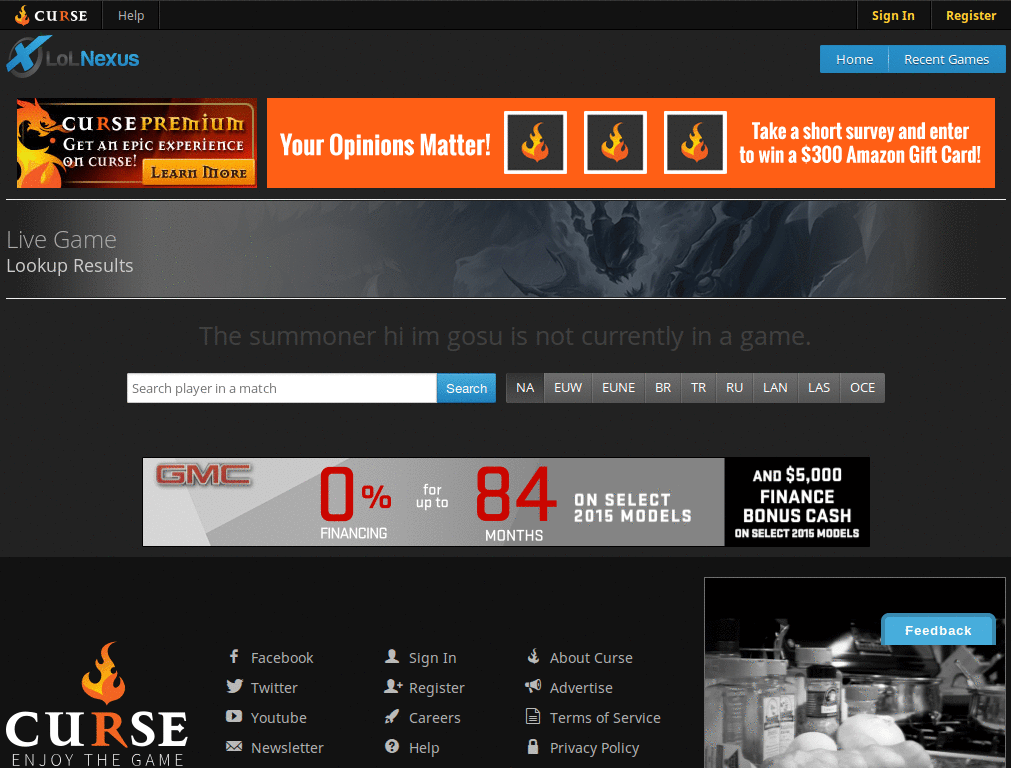 CURSE
Help
Sign In
Register
LoLNexus
Home
Recent Games
CURSE PREMIUM
GET AN EPIC EXPERIENCE
ON CURSE!
LEARN MORE
Your Opinions Matter!
Take a short survey and enter
to win a $300 Amazon Gift Card!
Live Game
Lookup Results
The summoner hi im gosu is not currently in a game.
Search player in a match
Search
NA
EUW
EUNE
BR
TR
RU
LAN
LAS
OCE
GMC
0%
FINANCING
for
up to
84
MONTHS
ON SELECT
2015 MODELS
AND $5,000
FINANCE
BONUS CASH
ON SELECT 2015 MODELS
Feedback
CURSE
ENJOY THE GAME
Facebook
Twitter
Youtube
Newsletter
Sign In
Register
Careers
Help
About Curse
Advertise
Terms of Service
Privacy Policy